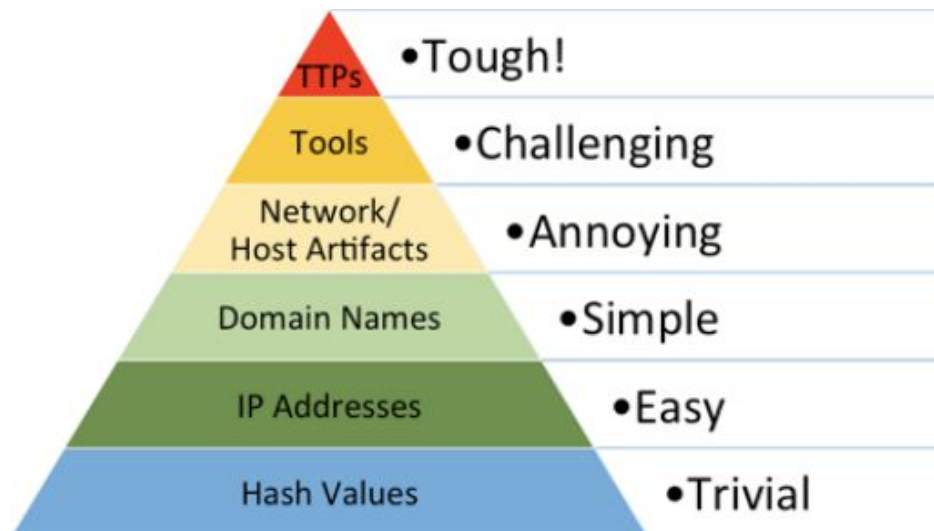 TTPs
•Tough!
Tools
•Challenging
Network/
Host Artifacts
•Annoying
Domain Names
•Simple
IP Addresses
•Easy
Hash Values
•Trivial